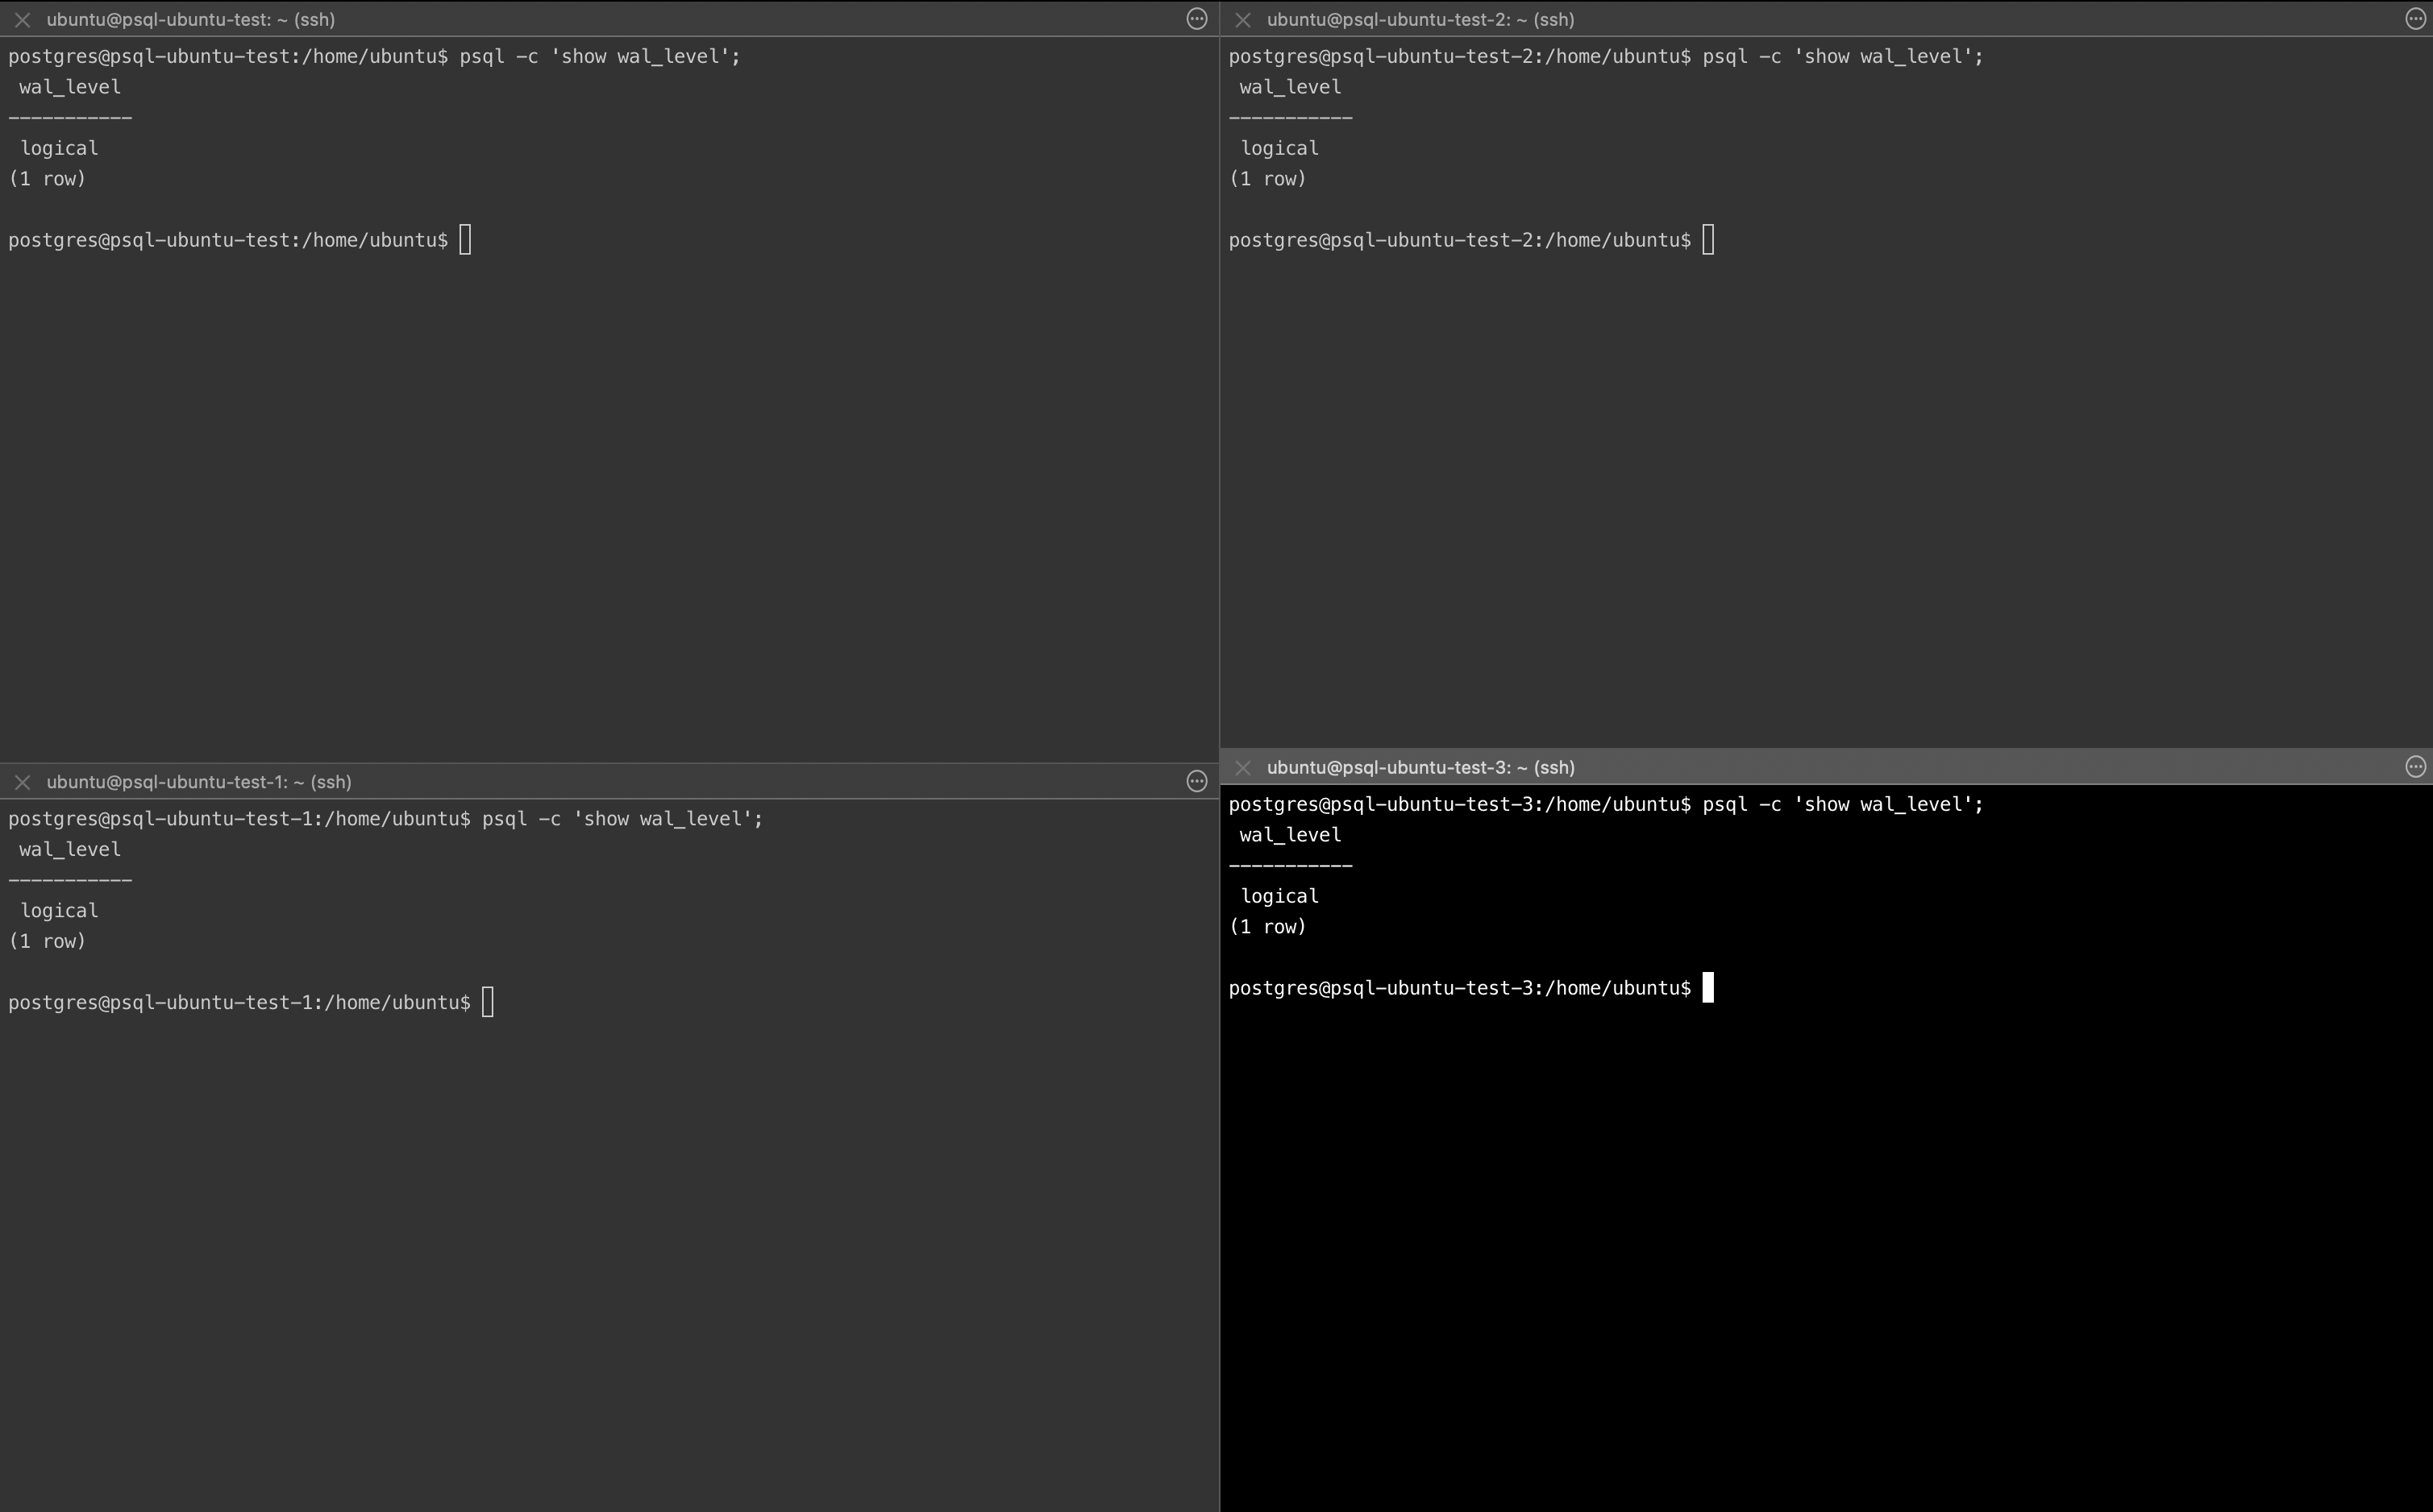 ubuntu@psql-ubuntu-test: ~ (ssh)
postgres@psql-ubuntu-test:/home/ubuntu$ psql -c 'show wal_level';
wal_level
-----------
logical
(1 row)
postgres@psql-ubuntu-test:/home/ubuntu$
ubuntu@psql-ubuntu-test-2: ~ (ssh)
postgres@psql-ubuntu-test-2:/home/ubuntu$ psql -c 'show wal_level';
wal_level
-----------
logical
(1 row)
postgres@psql-ubuntu-test-2:/home/ubuntu$
ubuntu@psql-ubuntu-test-1: ~ (ssh)
postgres@psql-ubuntu-test-1:/home/ubuntu$ psql -c 'show wal_level';
wal_level
-----------
logical
(1 row)
postgres@psql-ubuntu-test-1:/home/ubuntu$
ubuntu@psql-ubuntu-test-3: ~ (ssh)
postgres@psql-ubuntu-test-3:/home/ubuntu$ psql -c 'show wal_level';
wal_level
-----------
logical
(1 row)
postgres@psql-ubuntu-test-3:/home/ubuntu$